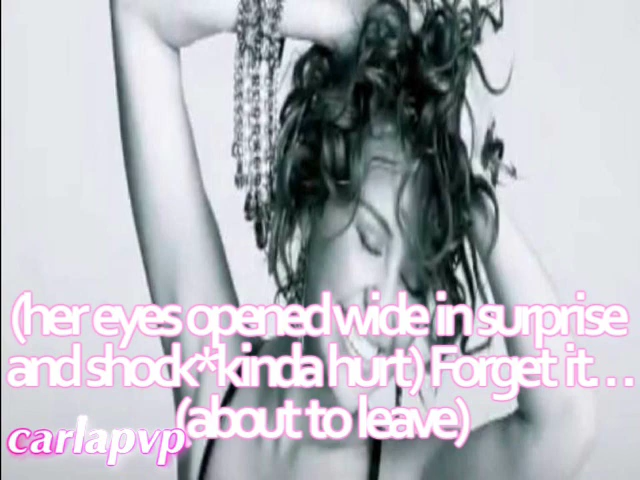 (her eyes opened wide in surprise
and shock*kinda hurt) Forget it. . .
(about to leave)
carlapvp